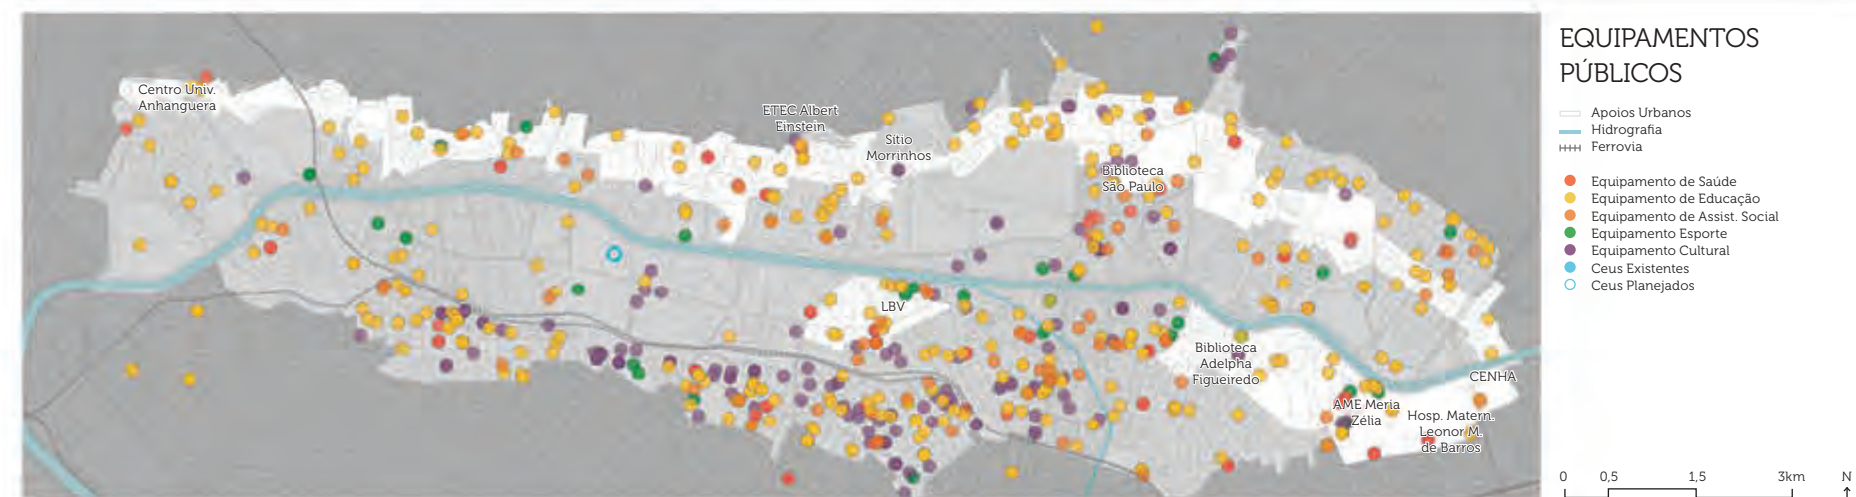 EQUIPAMENTOS
PÚBLICOS
Apoios Urbanos
Hidrografia
Ferrovia
Equipamento de Saúde
Equipamento de Educação
Equipamento de Assist. Social
Equipamento Esporte
Equipamento Cultural
Ceus Existentes
Ceus Planejados
0 0,5 1,5 3km N
Centro Univ.
Anhanguera
ETEC Albert
Einstein
Sítio
Morrinhos
Biblioteca
São Paulo
LBV
Biblioteca
Adelpha
Figueiredo
CENHA
AME Meria
Zélia
Hosp. Matern.
Leonor M.
de Barros